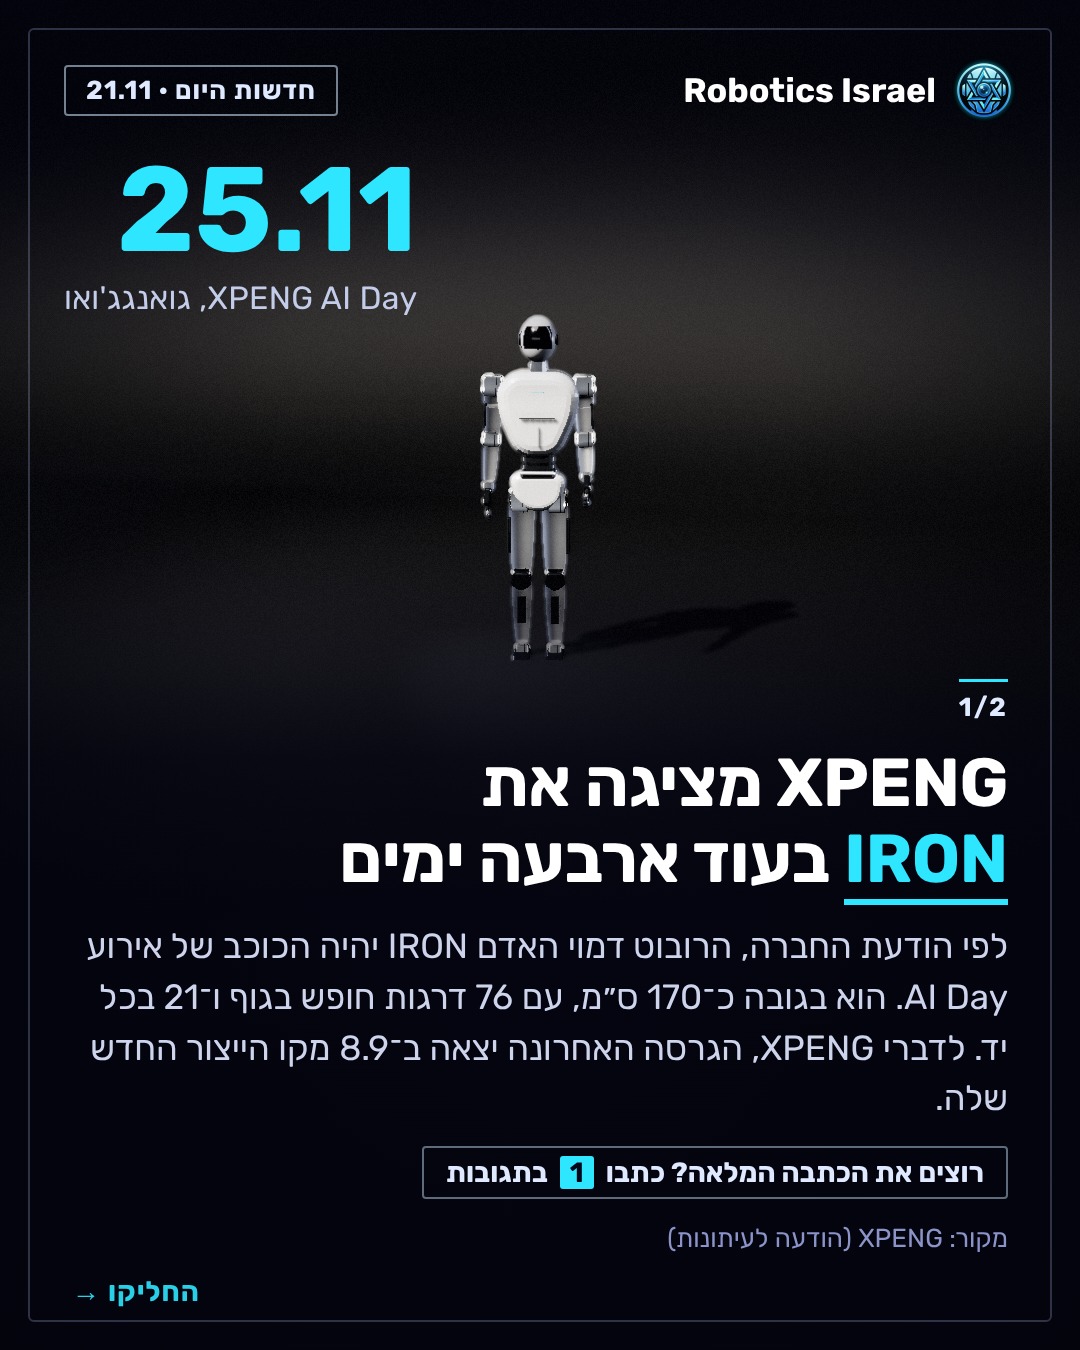 Robotics Israel
חדשות היום • 21.11
25.11
XPENG AI Day, גואנגג'ואו
1/2
XPENG מציגה את
IRON בעוד ארבעה ימים
לפי הודעת החברה, הרובוט דמוי האדם IRON יהיה הכוכב של אירוע
AI Day. הוא בגובה כ־170 ס״מ, עם 76 דרגות חופש בגוף ו־21 בכל
יד. לדברי XPENG, הגרסה האחרונה יצאה ב־8.9 מקו הייצור החדש
שלה.
רוצים את הכתבה המלאה? כתבו 1 בתגובות
מקור: XPENG (הודעה לעיתונות)
החליקו →